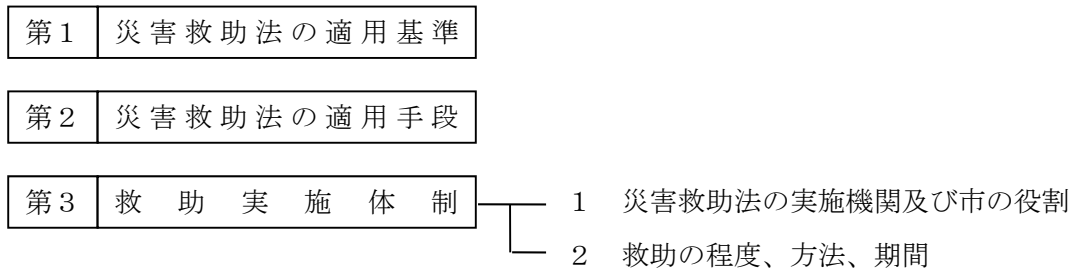 第１ 災害救助法の適用基準
第２ 災害救助法の適用手段
第３ 救助実施体制
１ 災害救助法の実施機関及び市の役割
２ 救助の程度、方法、期間